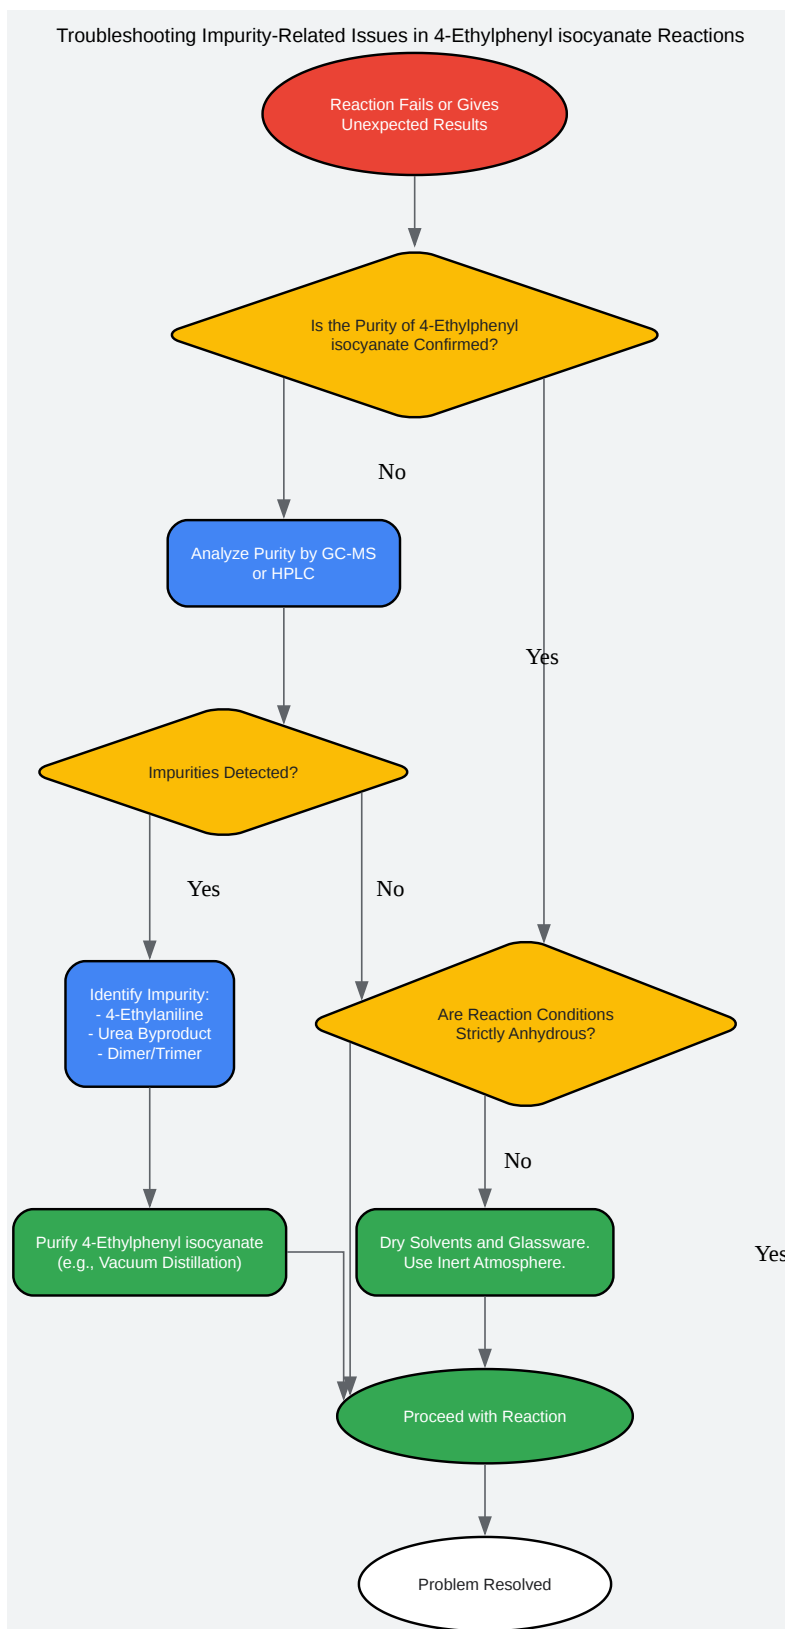 Troubleshooting Impurity-Related Issues in 4-Ethylphenyl isocyanate Reactions
Reaction Fails or Gives
Unexpected Results
Is the Purity of 4-Ethylphenyl
isocyanate Confirmed?
No
Analyze Purity by GC-MS
or HPLC
Yes
Impurities Detected?
Yes
No
Identify Impurity:
- 4-Ethylaniline
- Urea Byproduct
- Dimer/Trimer
Are Reaction Conditions
Strictly Anhydrous?
No
Purify 4-Ethylphenyl isocyanate
(e.g., Vacuum Distillation)
Dry Solvents and Glassware.
Use Inert Atmosphere.
Yes
Proceed with Reaction
Problem Resolved